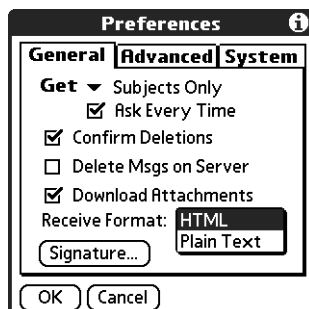 Preferences
General Advanced System
Get Subjects Only
Ask Every Time
Confirm Deletions
Delete Msgs on Server
Download Attachments
Receive Format: HTML
Plain Text
Signature...
OK Cancel